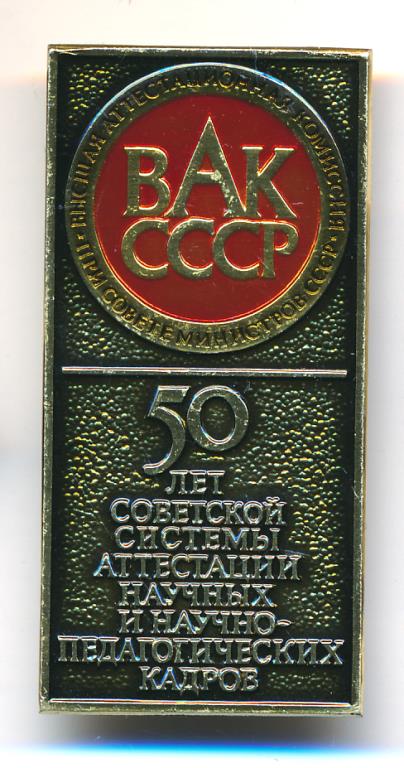 ВЫСШАЯ АТТЕСТАЦИОННАЯ КОМИССИЯ
ПРИ СОВЕТЕ МИНИСТРОВ СССР
ВАК
СССР
50
ЛЕТ
СОВЕТСКОЙ
СИСТЕМЫ
АТТЕСТАЦИИ
НАУЧНЫХ
И НАУЧНО-
ПЕДАГОГИЧЕСКИХ
КАДРОВ